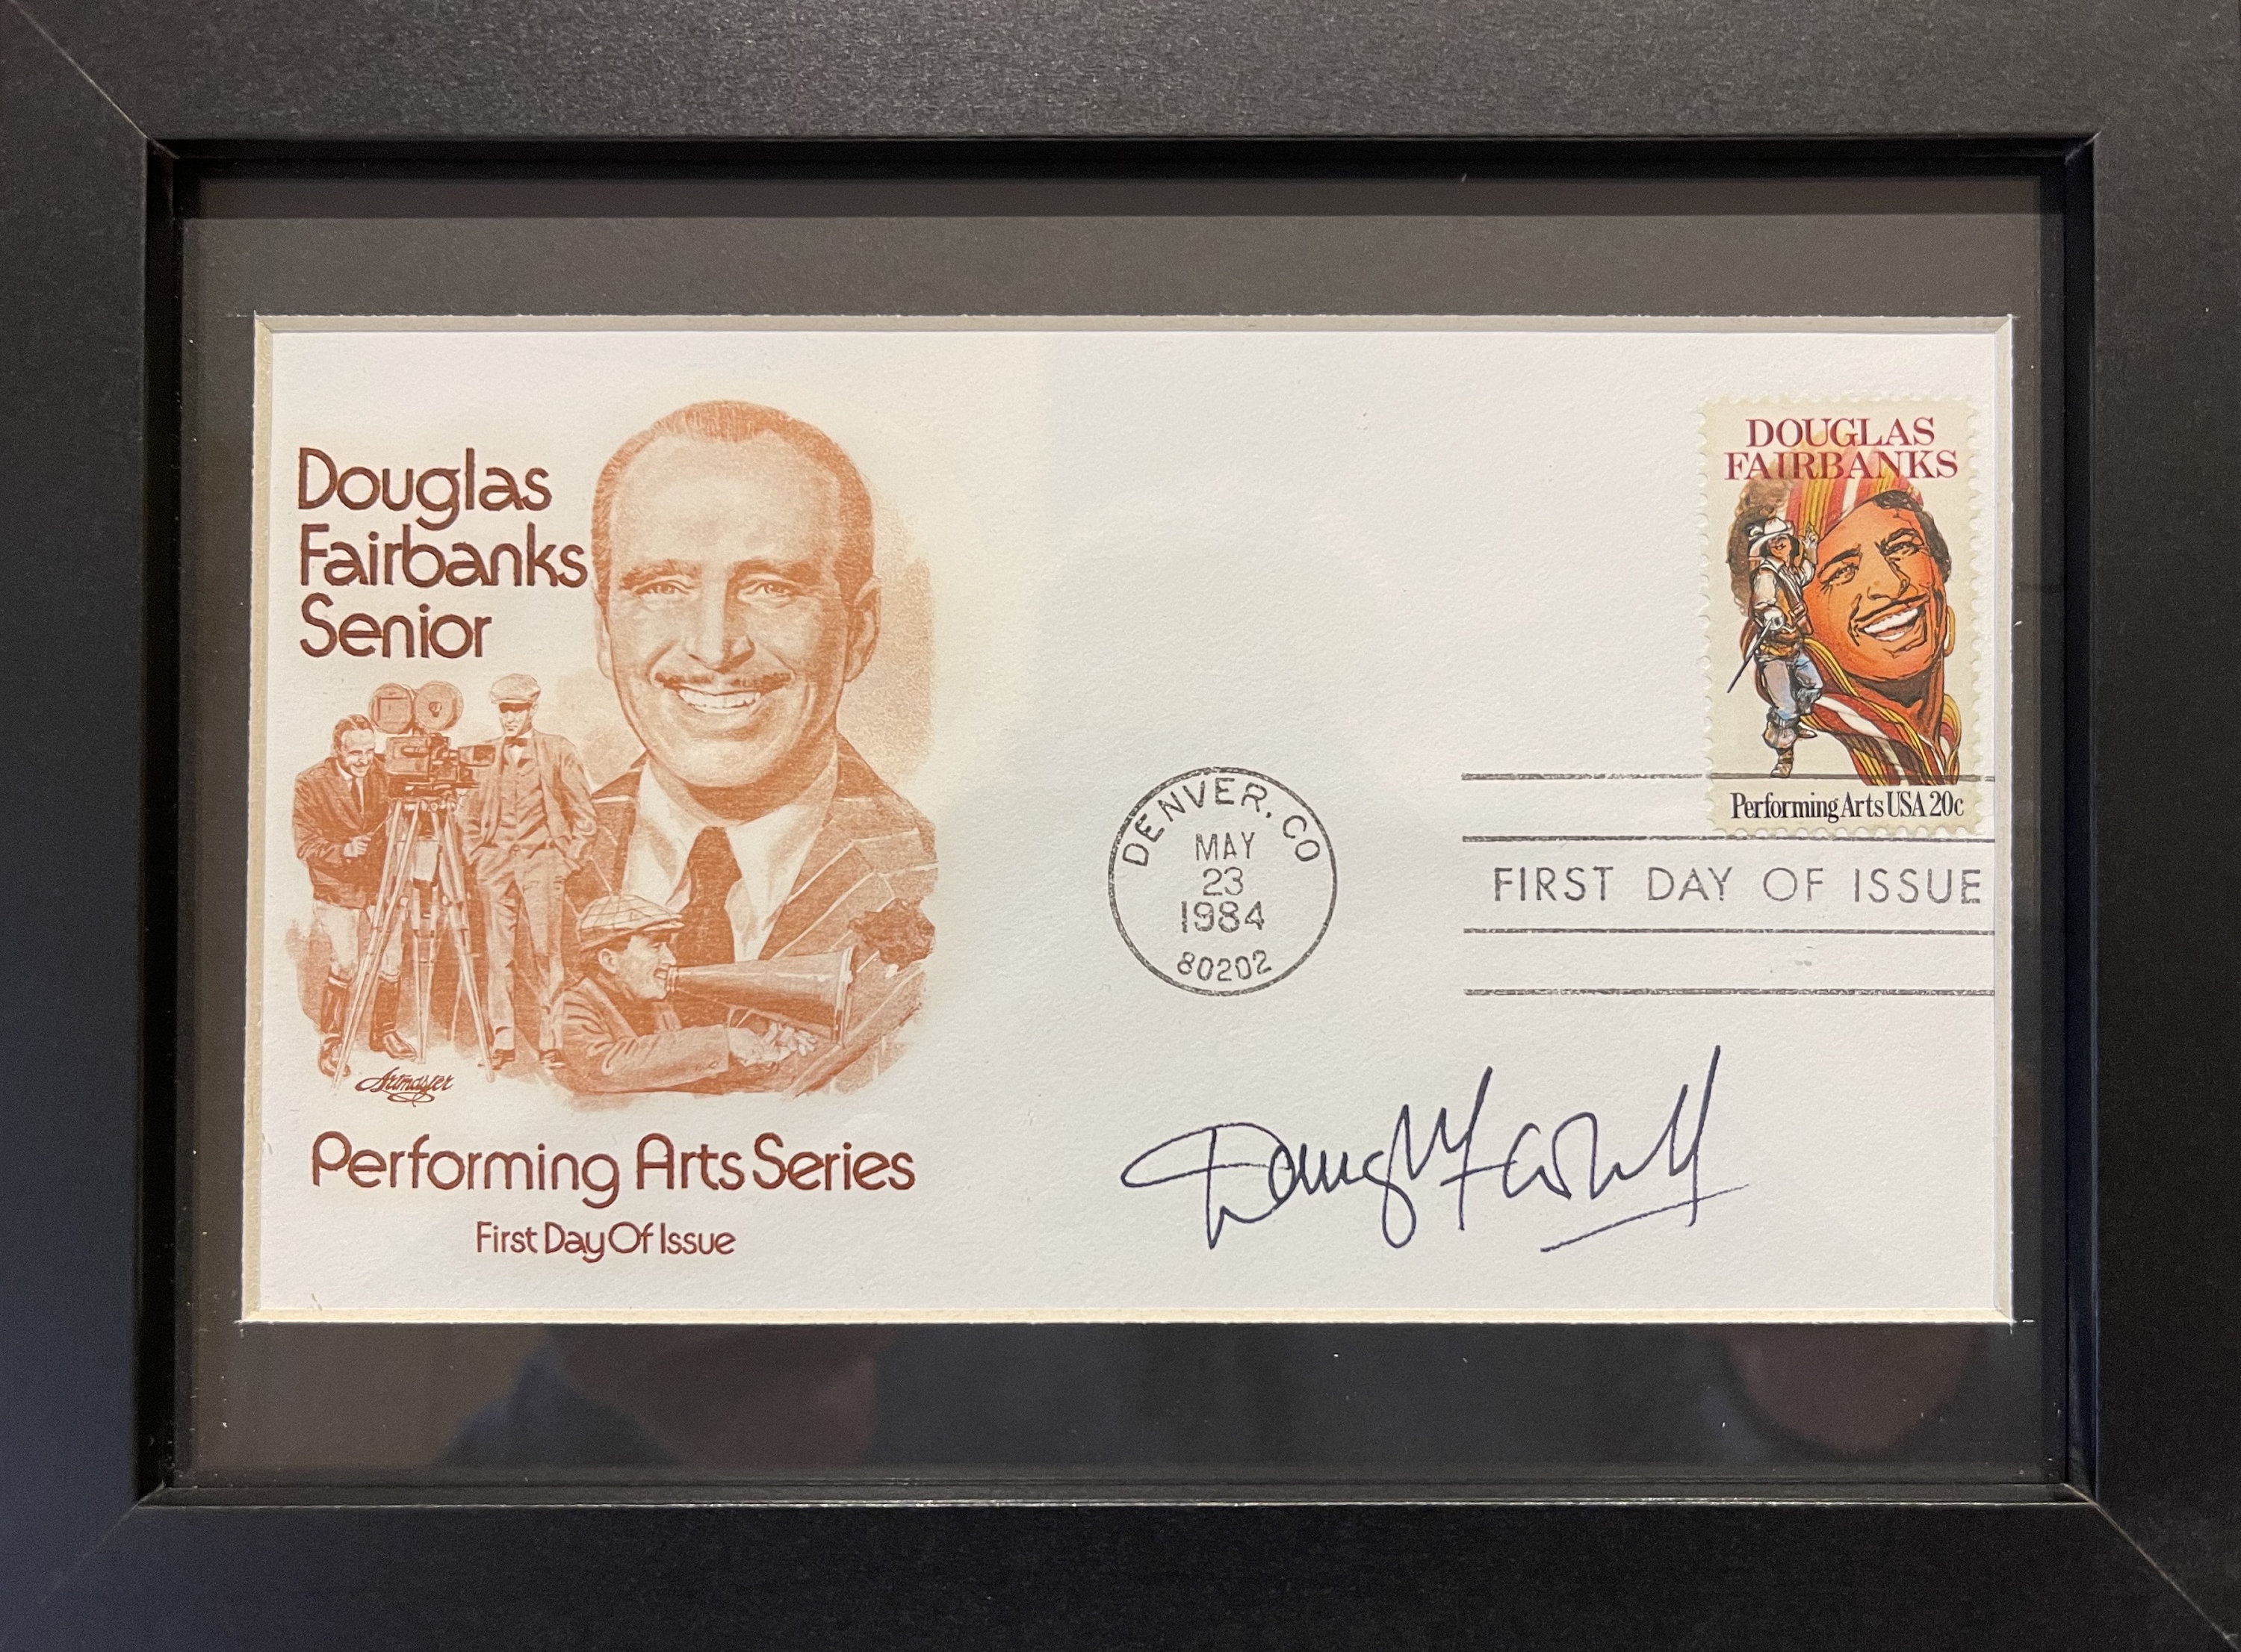 Douglas
Fairbanks
Senior
Artmaster
Performing Arts Series
First Day Of Issue
DOUGLAS
FAIRBANKS
Performing Arts USA 20c
DENVER, CO
MAY
23
1984
80202
FIRST DAY OF ISSUE